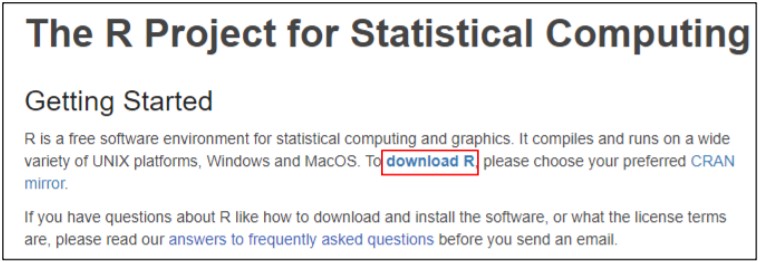 The R Project for Statistical Computing
Getting Started
R is a free software environment for statistical computing and graphics. It compiles and runs on a wide
variety of UNIX platforms, Windows and MacOS. To download R, please choose your preferred CRAN
mirror.
If you have questions about R like how to download and install the software, or what the license terms
are, please read our answers to frequently asked questions before you send an email.